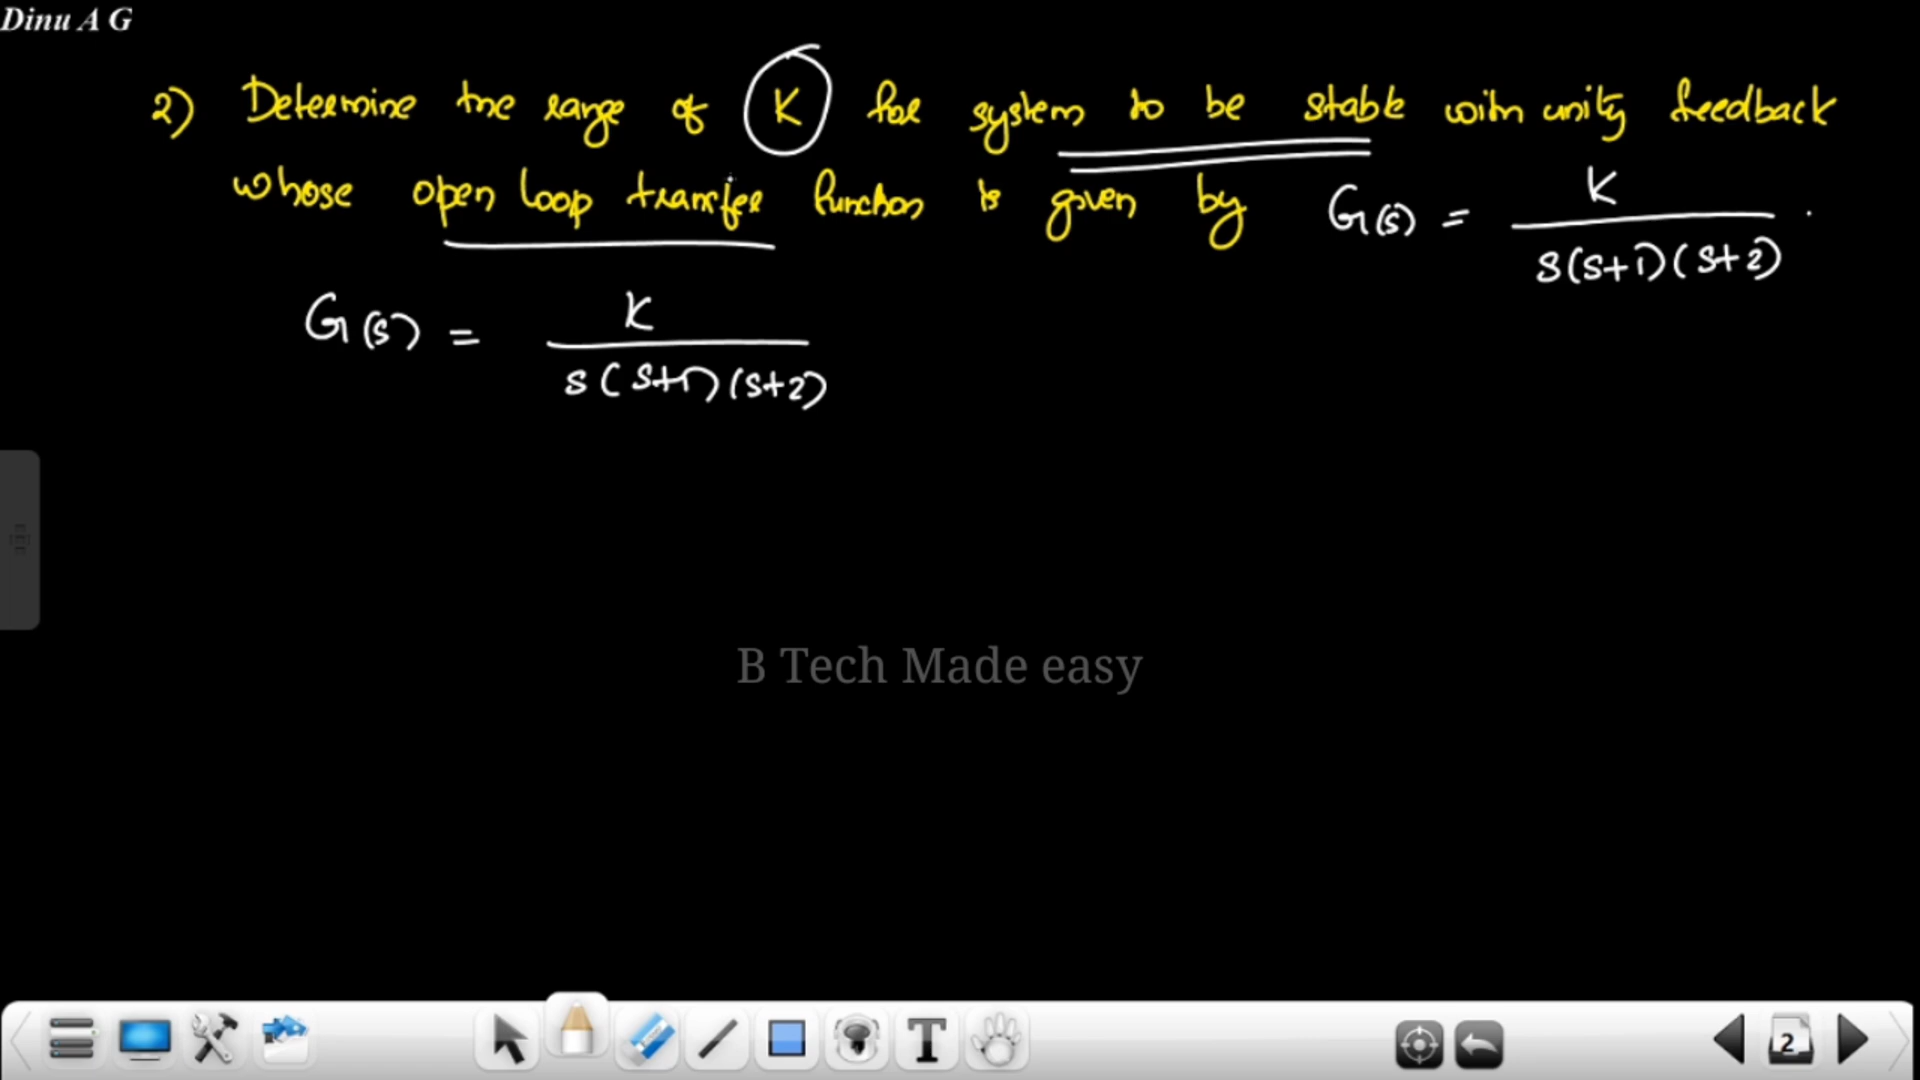 Dinu A G
2) Determine the range of K for system to be stable with unity feedback
whose open loop transfer function is given by G(s) = K / s(s+1)(s+2) .
G(s) = K / s(s+1)(s+2)
B Tech Made easy
T
2